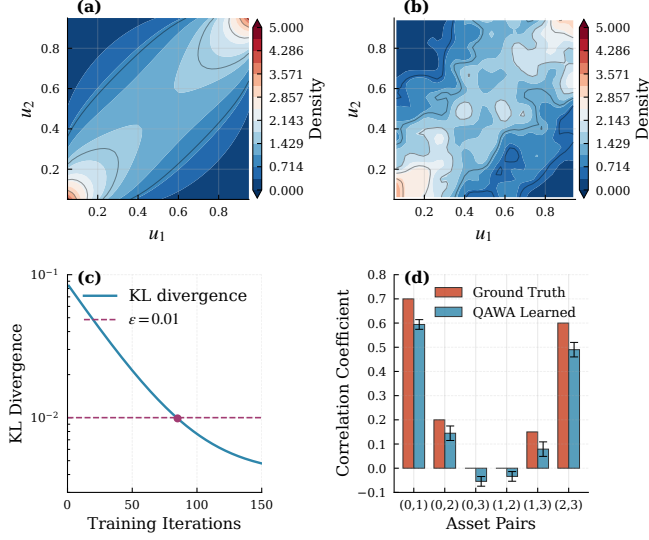 (a)
0.8
0.6
0.4
0.2
u2
0.2 0.4 0.6 0.8
u1
5.000
4.286
3.571
2.857
2.143
1.429
0.714
0.000
Density
(b)
0.8
0.6
0.4
0.2
u2
0.2 0.4 0.6 0.8
u1
5.000
4.286
3.571
2.857
2.143
1.429
0.714
0.000
Density
(c)
KL divergence
ε=0.01
10⁻¹
10⁻²
KL Divergence
0 50 100 150
Training Iterations
(d)
Ground Truth
QAWA Learned
0.8
0.7
0.6
0.5
0.4
0.3
0.2
0.1
0.0
−0.1
Correlation Coefficient
(0,1) (0,2) (0,3) (1,2) (1,3) (2,3)
Asset Pairs